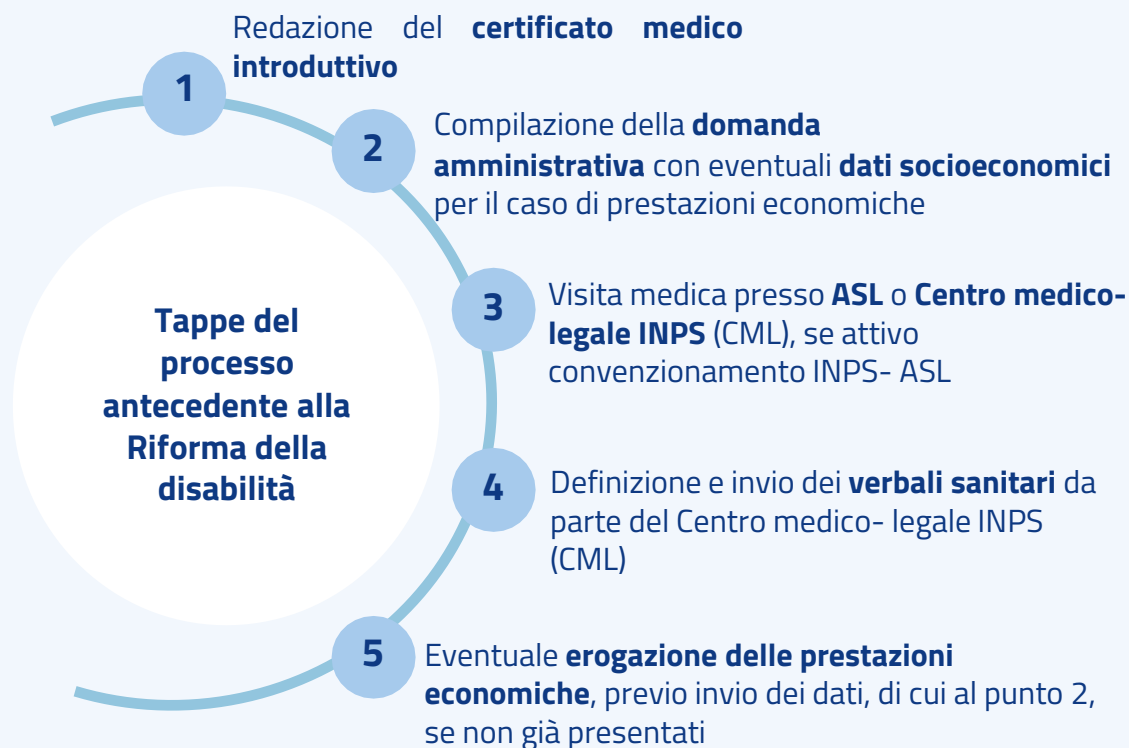 Redazione del certificato medico
introduttivo
1
2
Compilazione della domanda
amministrativa con eventuali dati socioeconomici
per il caso di prestazioni economiche
3
Visita medica presso ASL o Centro medico-
legale INPS (CML), se attivo
convenzionamento INPS- ASL
Tappe del
processo
antecedente alla
Riforma della
disabilità
4
Definizione e invio dei verbali sanitari da
parte del Centro medico- legale INPS
(CML)
5
Eventuale erogazione delle prestazioni
economiche, previo invio dei dati, di cui al punto 2,
se non già presentati